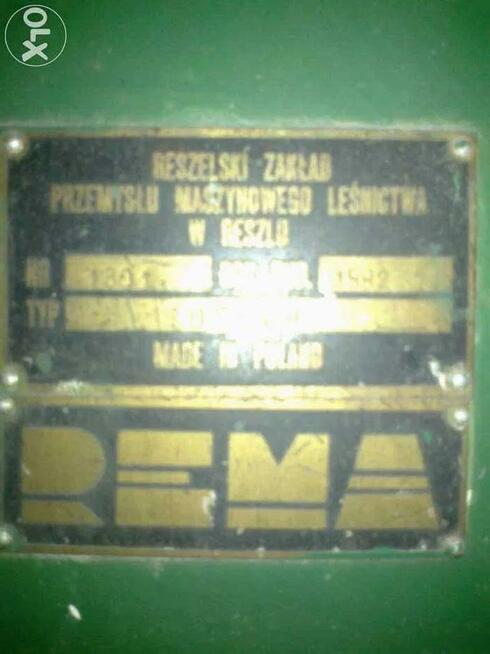 OLX
RESZELSKI ZAKŁAD
PRZEMYSŁU MASZYNOWEGO LEŚNICTWA
W RESZLU
NR
TYP
MADE IN POLAND
REMA